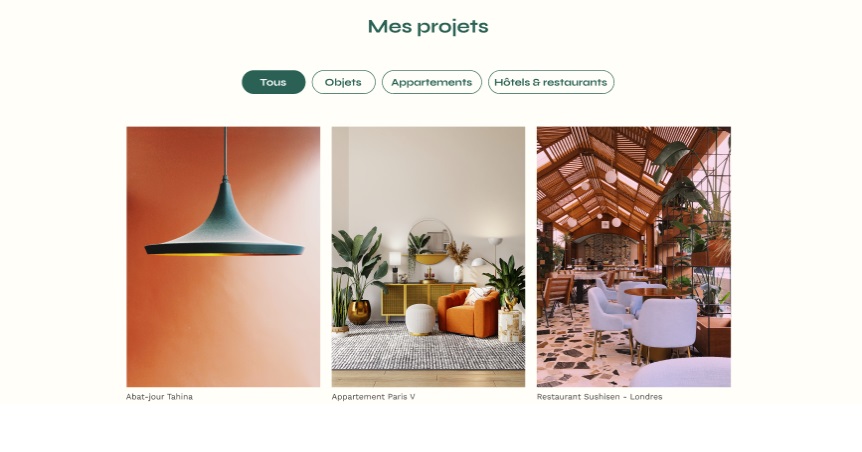 Mes projets
Tous
Objets
Appartements
Hôtels & restaurants
Abat-jour Tahina
Appartement Paris V
Restaurant Sushisen - Londres